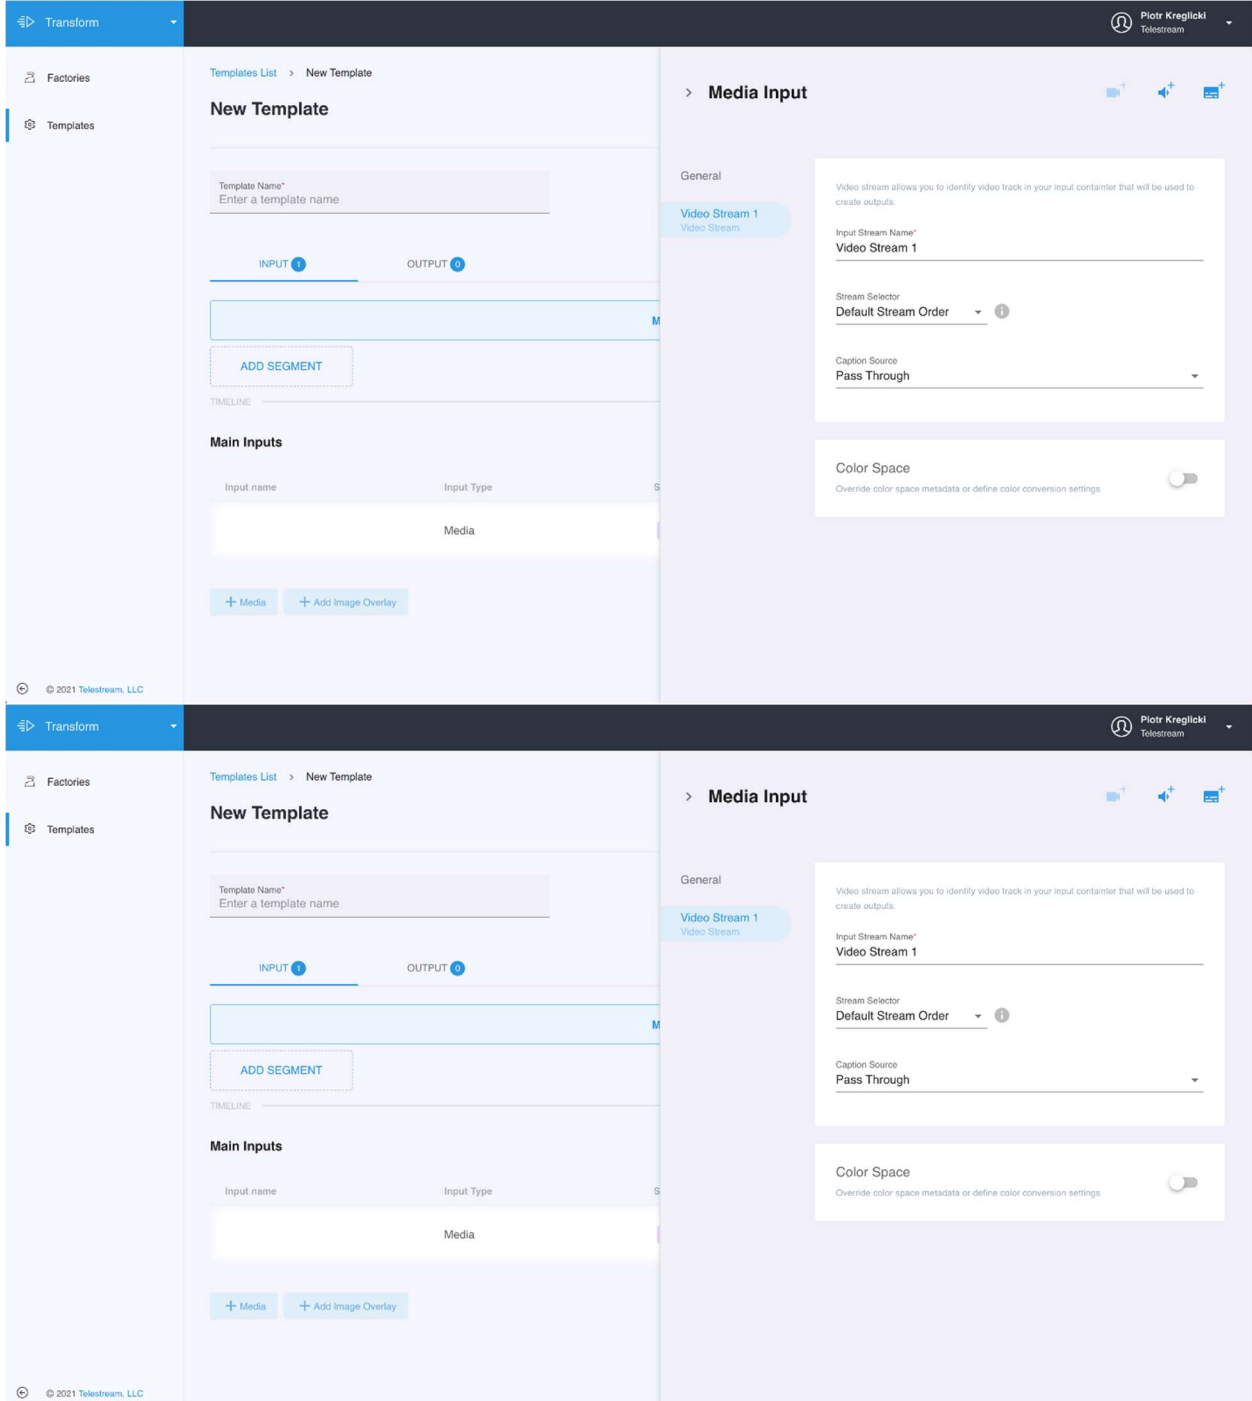 Transform
Piotr Kreglicki
Telestream
Factories
Templates
Templates List > New Template
New Template
Template Name*
Enter a template name
INPUT 1
OUTPUT 0
M
ADD SEGMENT
TIMELINE
Main Inputs
Input name Input Type S
Media
+ Media + Add Image Overlay
© 2021 Telestream, LLC
> Media Input
General
Video Stream 1
Video Stream
Video stream allows you to identify video track in your input containter that will be used to
create outputs.
Input Stream Name*
Video Stream 1
Stream Selector
Default Stream Order
Caption Source
Pass Through
Color Space
Override color space metadata or define color conversion settings
Transform
Piotr Kreglicki
Telestream
Factories
Templates
Templates List > New Template
New Template
Template Name*
Enter a template name
INPUT 1
OUTPUT 0
M
ADD SEGMENT
TIMELINE
Main Inputs
Input name Input Type S
Media
+ Media + Add Image Overlay
© 2021 Telestream, LLC
> Media Input
General
Video Stream 1
Video Stream
Video stream allows you to identify video track in your input containter that will be used to
create outputs.
Input Stream Name*
Video Stream 1
Stream Selector
Default Stream Order
Caption Source
Pass Through
Color Space
Override color space metadata or define color conversion settings